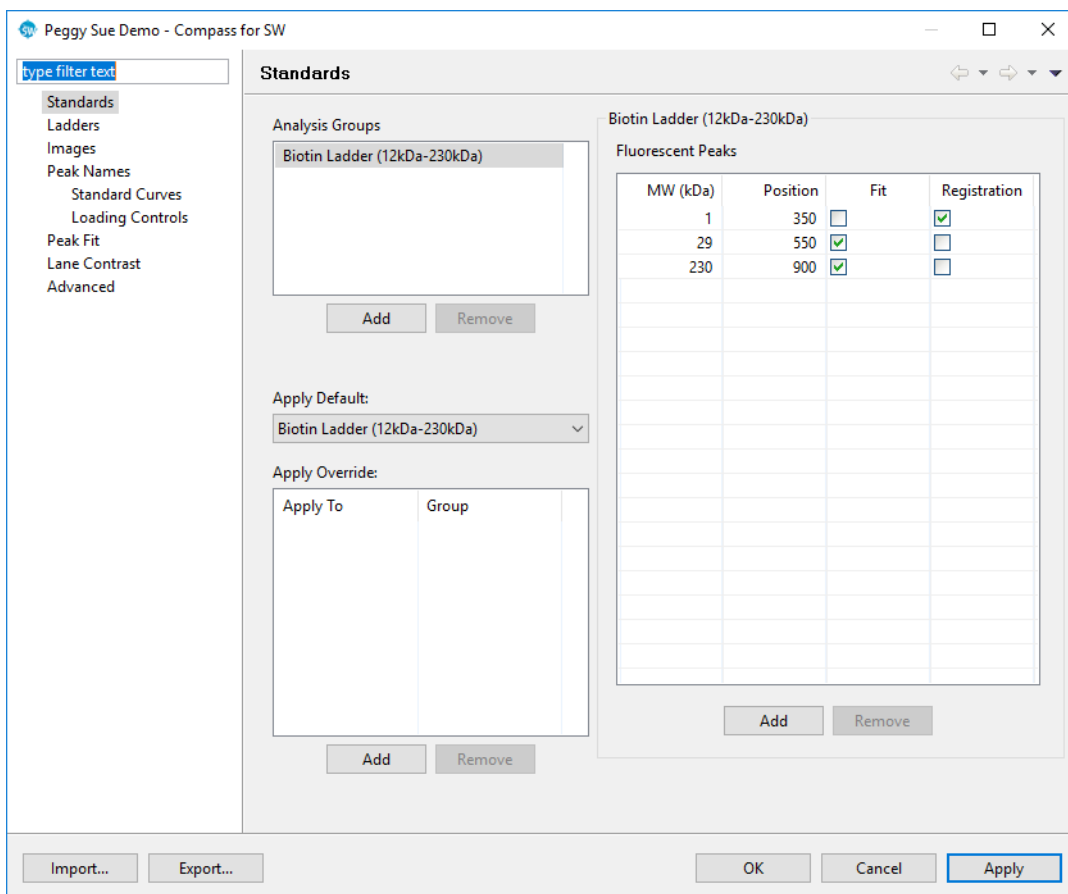 Peggy Sue Demo - Compass for SW
type filter text
Standards
Ladders
Images
Peak Names
Standard Curves
Loading Controls
Peak Fit
Lane Contrast
Advanced
Standards
Analysis Groups
Biotin Ladder (12kDa-230kDa)
Add Remove
Apply Default:
Biotin Ladder (12kDa-230kDa)
Apply Override:
Apply To Group
Add Remove
Biotin Ladder (12kDa-230kDa)
Fluorescent Peaks
MW (kDa) Position Fit Registration
1 350
29 550
230 900
Add Remove
Import... Export... OK Cancel Apply